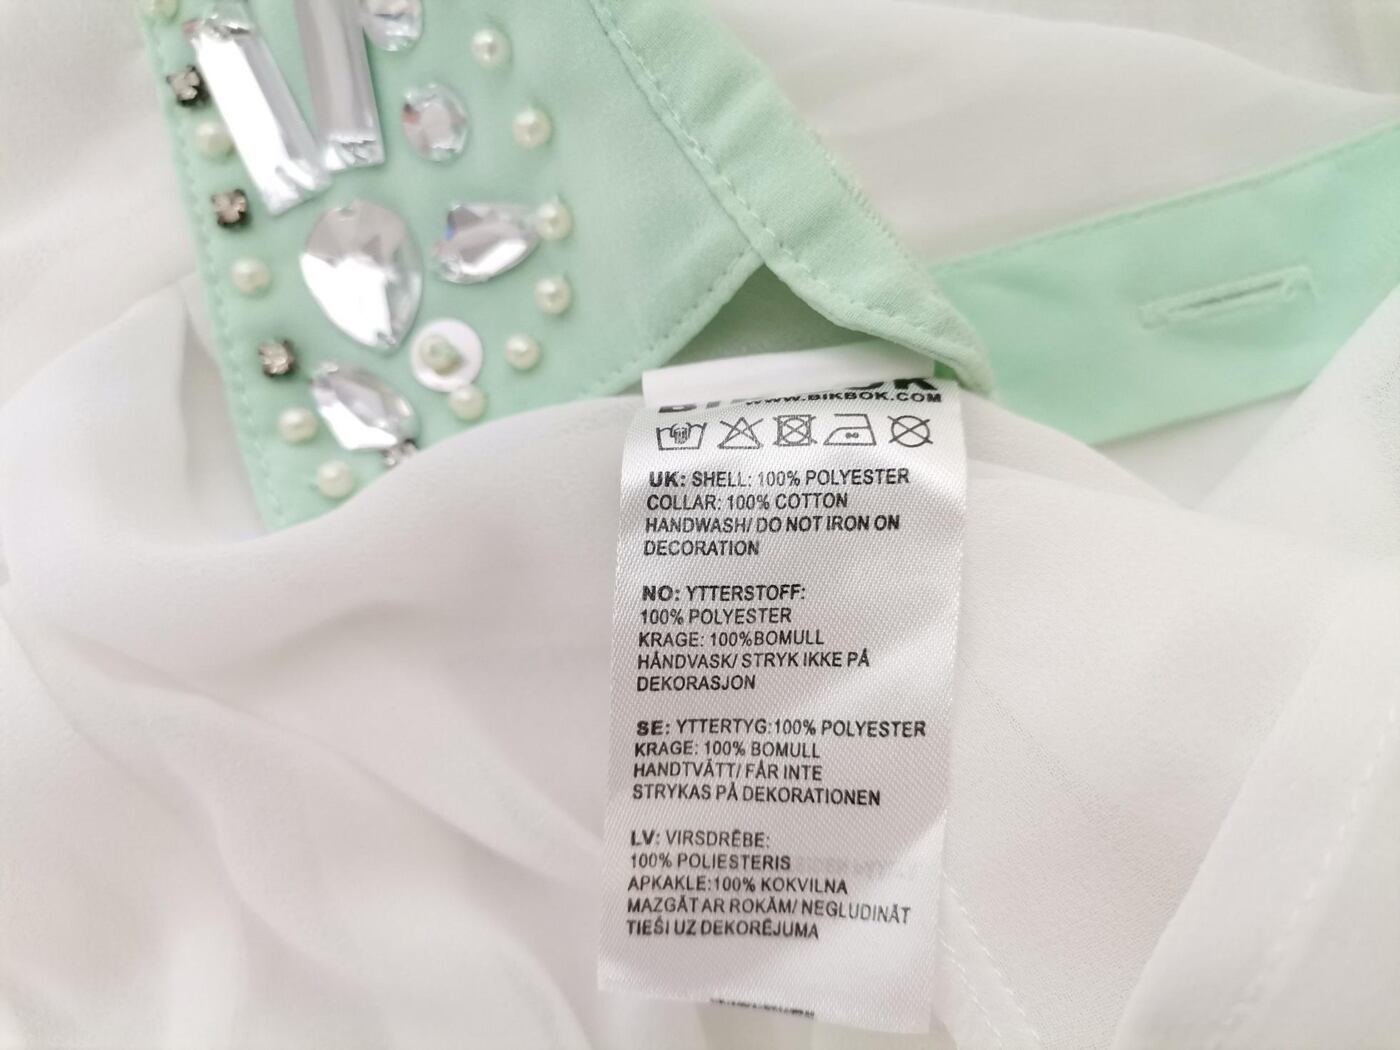 WWW.BIKBOK.COM
UK: SHELL: 100% POLYESTER
COLLAR: 100% COTTON
HANDWASH/ DO NOT IRON ON
DECORATION
NO: YTTERSTOFF:
100% POLYESTER
KRAGE: 100%BOMULL
HÅNDVASK/ STRYK IKKE PÅ
DEKORASJON
SE: YTTERTYG:100% POLYESTER
KRAGE: 100% BOMULL
HANDTVÄTT/ FÅR INTE
STRYKAS PÅ DEKORATIONEN
LV: VIRSDRĒBE:
100% POLIESTERIS
APKAKLE:100% KOKVILNA
MAZGĀT AR ROKĀM/ NEGLUDINĀT
TIEŠI UZ DEKORĒJUMA